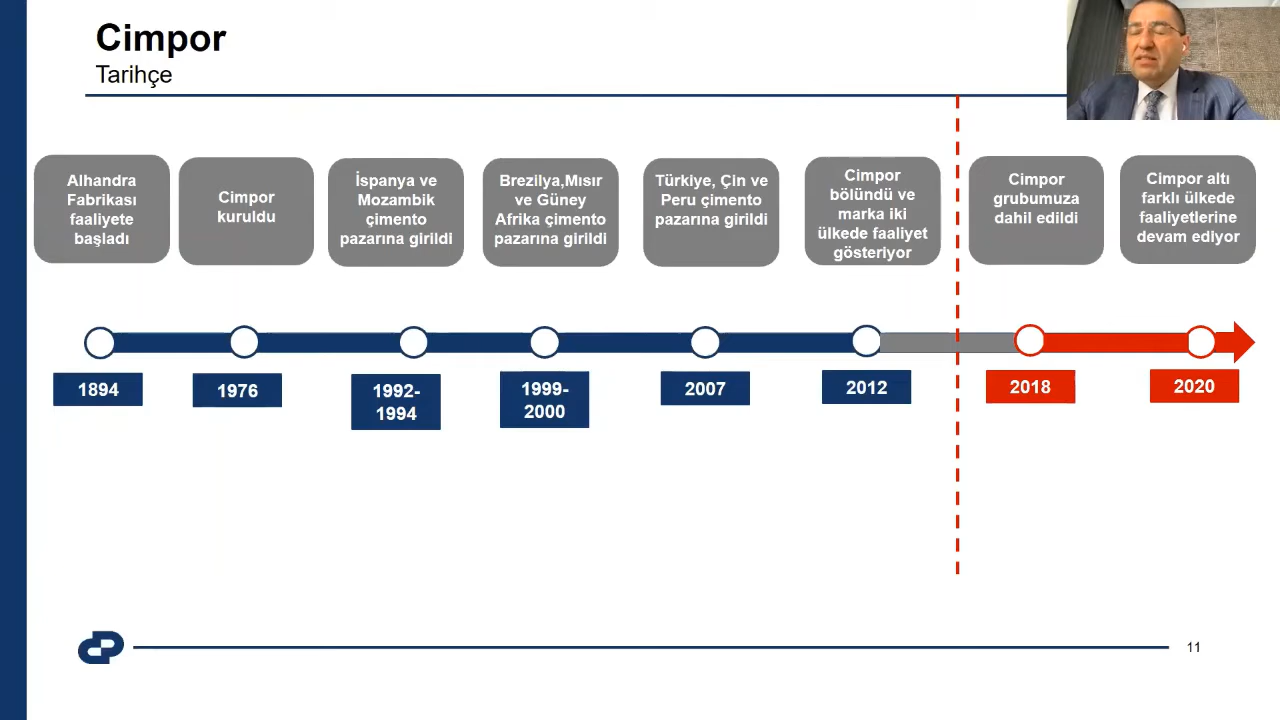 Cimpor
Tarihçe
Alhandra
Fabrikası
faaliyete
başladı
Cimpor
kuruldu
İspanya ve
Mozambik
çimento
pazarına girildi
Brezilya,Mısır
ve Güney
Afrika çimento
pazarına girildi
Türkiye, Çin ve
Peru çimento
pazarına girildi
Cimpor
bölündü ve
marka iki
ülkede faaliyet
gösteriyor
Cimpor
grubumuza
dahil edildi
Cimpor altı
farklı ülkede
faaliyetlerine
devam ediyor
1894
1976
1992-
1994
1999-
2000
2007
2012
2018
2020
11